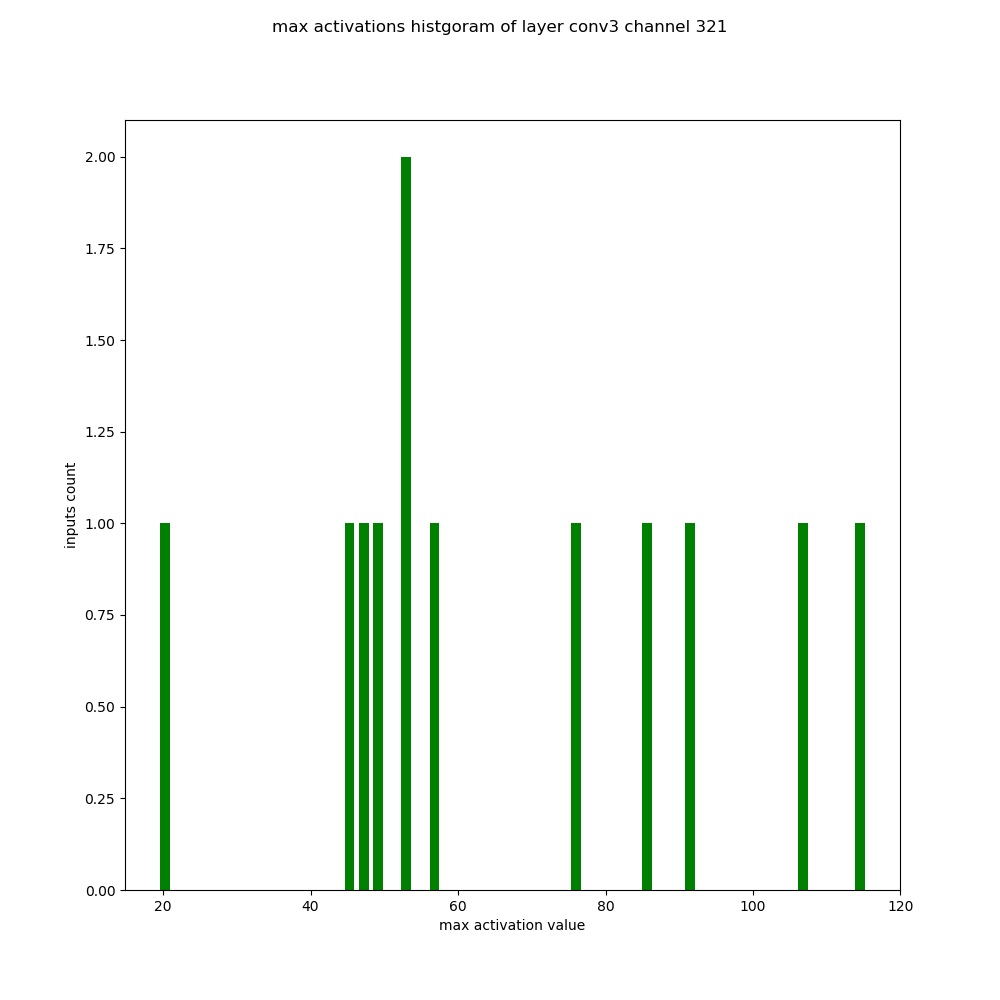 max activations histgoram of layer conv3 channel 321
2.00
1.75
1.50
1.25
1.00
0.75
0.50
0.25
0.00
inputs count
20 40 60 80 100 120
max activation value